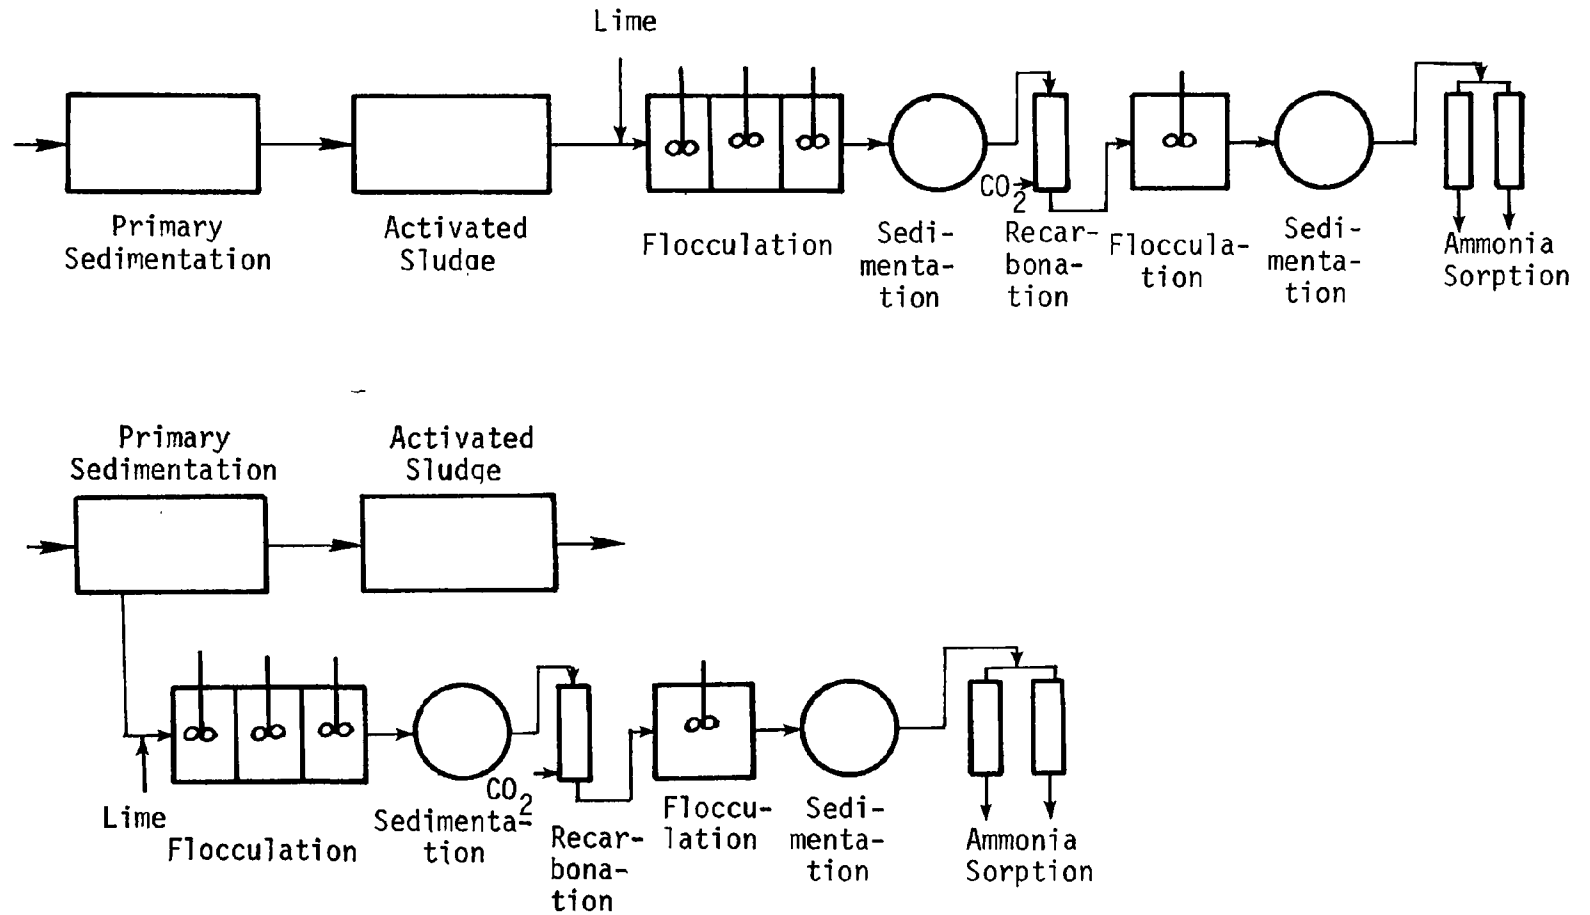 Lime
Primary
Sedimentation
Activated
Sludge
Flocculation
Sedi-
menta-
tion
CO2
Recar-
bona-
tion
Floccula-
tion
Sedi-
menta-
tion
Ammonia
Sorption
Primary
Sedimentation
Activated
Sludge
Lime
Flocculation
CO2
Sedimenta-
tion
Recar-
bona-
tion
Floccu-
lation
Sedi-
menta-
tion
Ammonia
Sorption